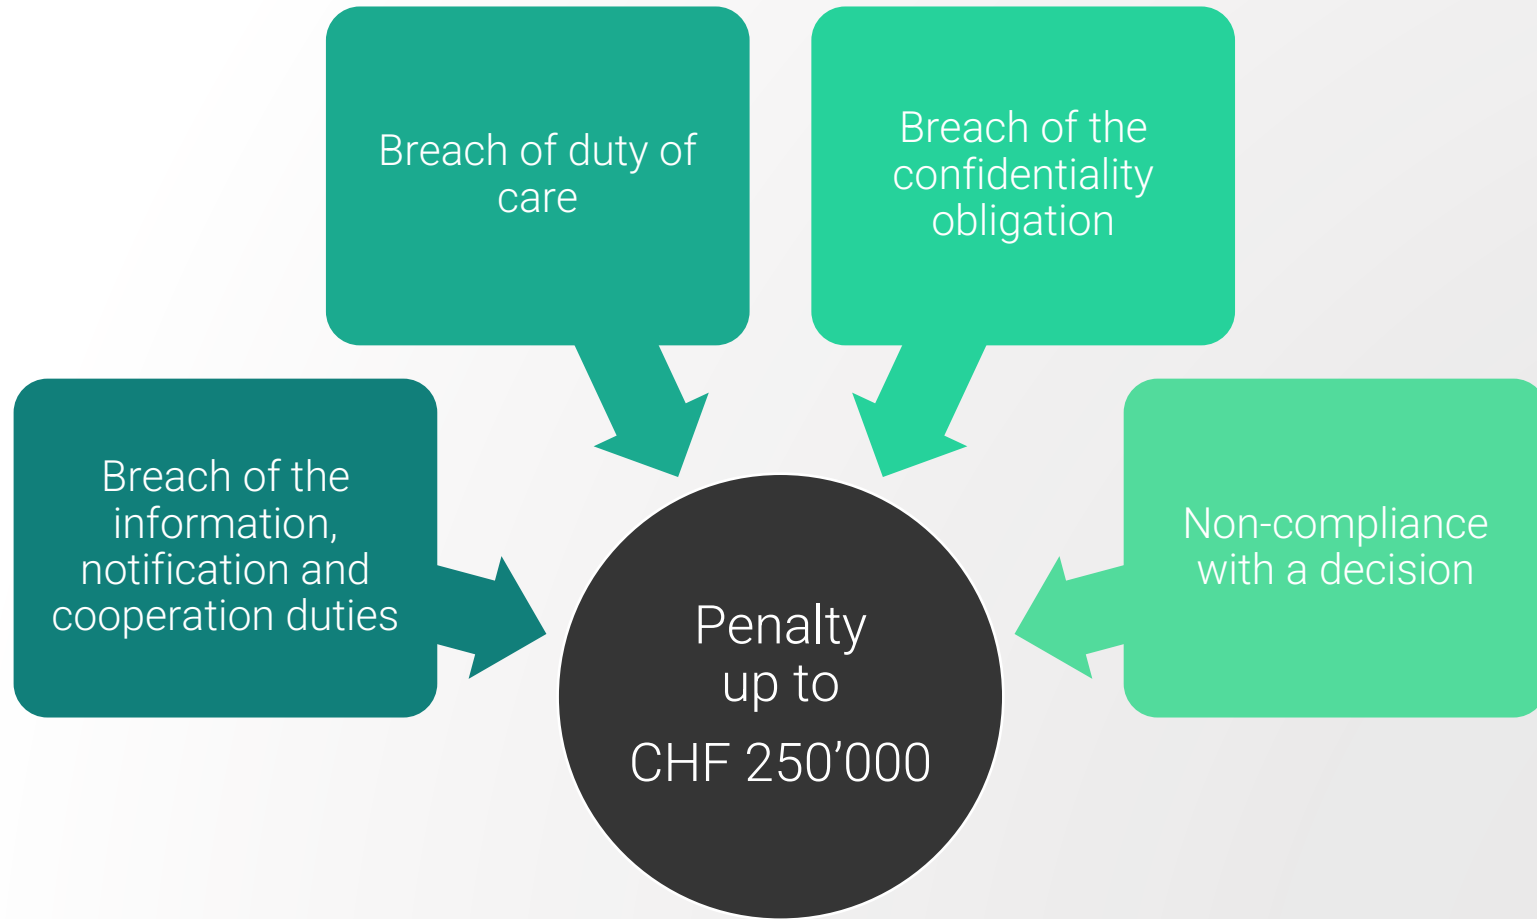 Breach of duty of
care
Breach of the
confidentiality
obligation
Breach of the
information,
notification and
cooperation duties
Non-compliance
with a decision
Penalty
up to
CHF 250’000